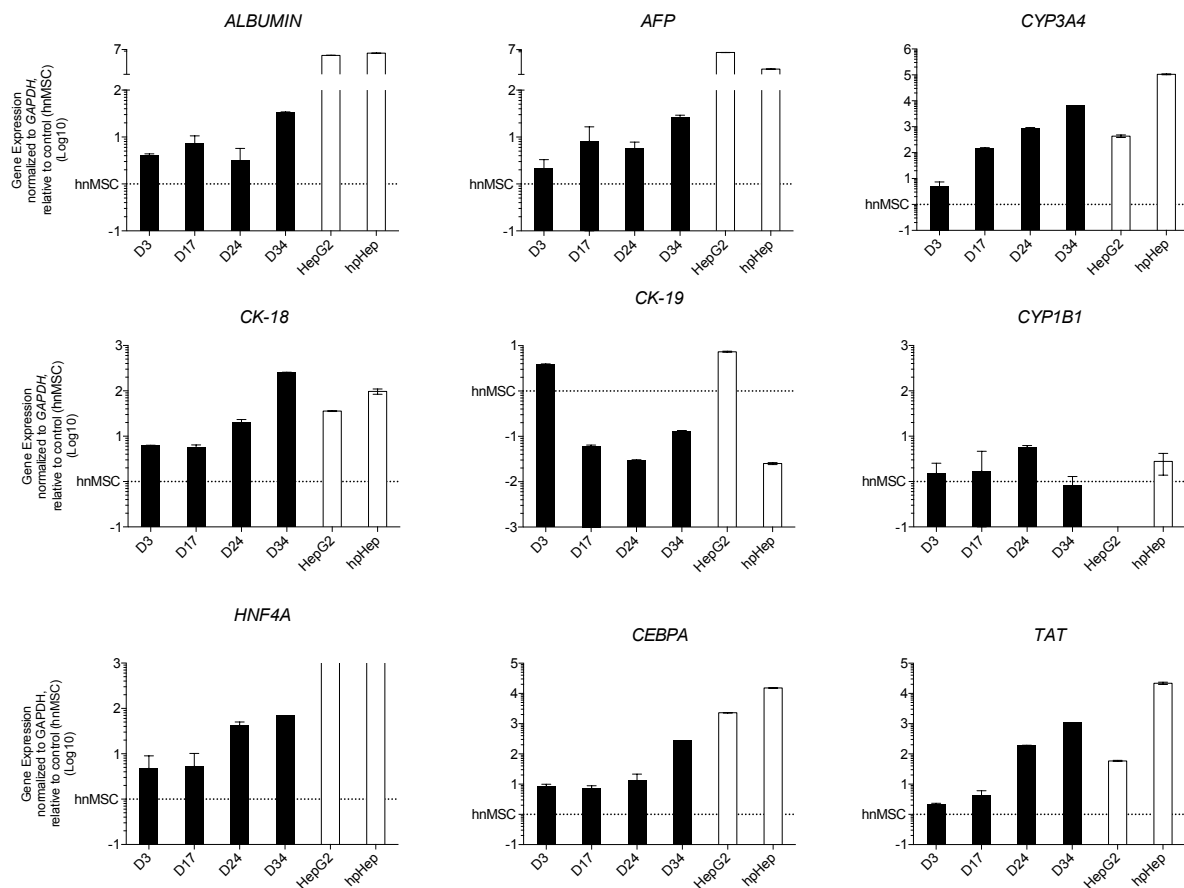 ALBUMIN
Gene Expression
normalized to GAPDH,
relative to control (hnMSC)
(Log10)
7
2
1
hnMSC
-1
D3 D17 D24 D34 HepG2 hpHep
AFP
7
2
1
hnMSC
-1
D3 D17 D24 D34 HepG2 hpHep
CYP3A4
6
5
4
3
2
1
hnMSC
-1
D3 D17 D24 D34 HepG2 hpHep
CK-18
Gene Expression
normalized to GAPDH,
relative to control (hnMSC)
(Log10)
3
2
1
hnMSC
-1
D3 D17 D24 D34 HepG2 hpHep
CK-19
1
hnMSC
-1
-2
-3
D3 D17 D24 D34 HepG2 hpHep
CYP1B1
3
2
1
hnMSC
-1
D3 D17 D24 D34 HepG2 hpHep
HNF4A
Gene Expression
normalized to GAPDH,
relative to control (hnMSC)
(Log10)
3
2
1
hnMSC
-1
D3 D17 D24 D34 HepG2 hpHep
CEBPA
5
4
3
2
1
hnMSC
-1
D3 D17 D24 D34 HepG2 hpHep
TAT
5
4
3
2
1
hnMSC
-1
D3 D17 D24 D34 HepG2 hpHep